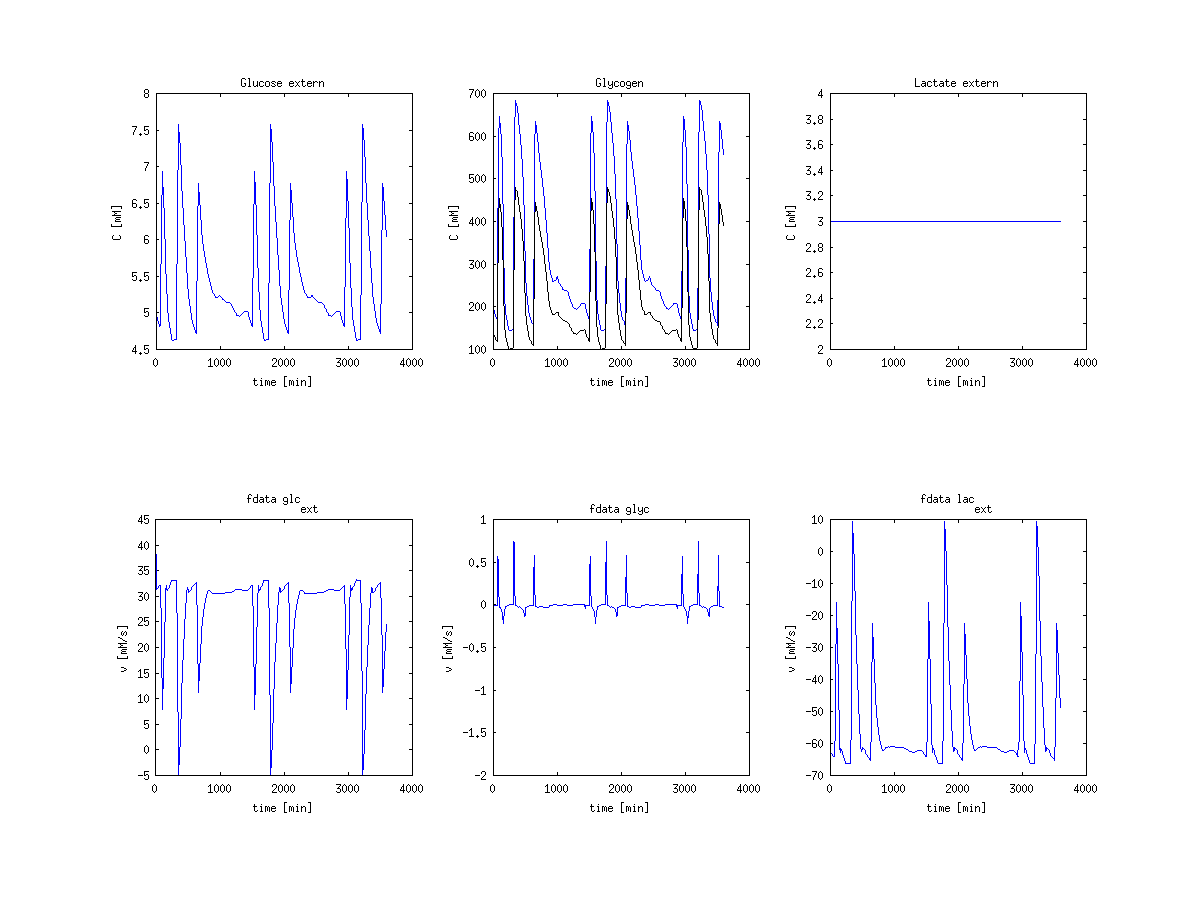 Glucose extern
8
7.5
7
6.5
6
5.5
5
4.5
C [mM]
0 1000 2000 3000 4000
time [min]
Glycogen
700
600
500
400
300
200
100
C [mM]
0 1000 2000 3000 4000
time [min]
Lactate extern
4
3.8
3.6
3.4
3.2
3
2.8
2.6
2.4
2.2
2
C [mM]
0 1000 2000 3000 4000
time [min]
fdata glc
ext
45
40
35
30
25
20
15
10
5
0
-5
v [mM/s]
0 1000 2000 3000 4000
time [min]
fdata glyc
1
0.5
0
-0.5
-1
-1.5
-2
v [mM/s]
0 1000 2000 3000 4000
time [min]
fdata lac
ext
10
0
-10
-20
-30
-40
-50
-60
-70
v [mM/s]
0 1000 2000 3000 4000
time [min]